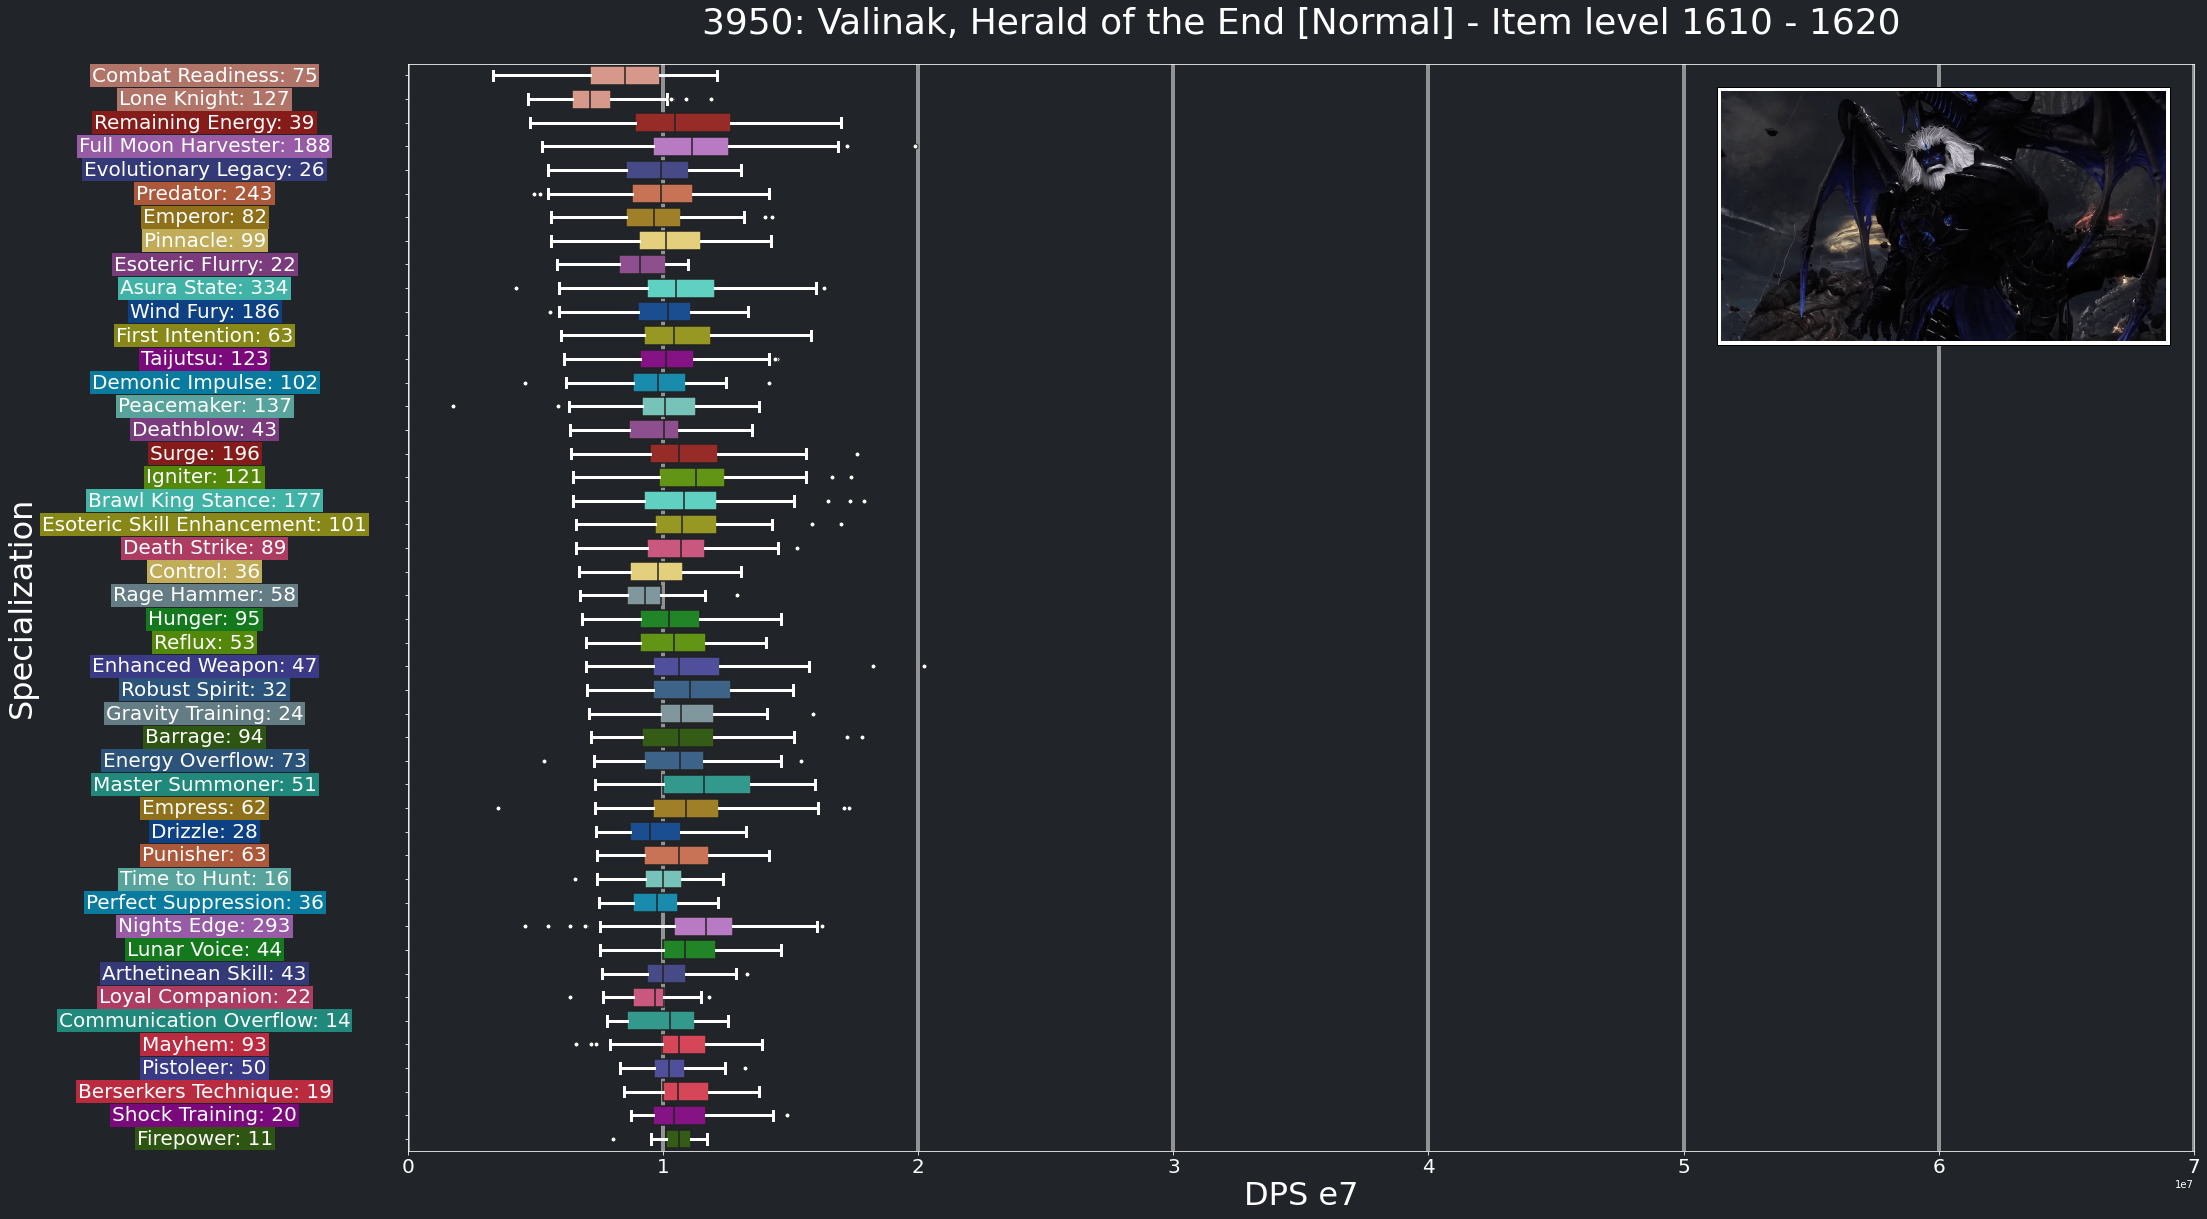 3950: Valinak, Herald of the End [Normal] - Item level 1610 - 1620
Combat Readiness: 75
Lone Knight: 127
Remaining Energy: 39
Full Moon Harvester: 188
Evolutionary Legacy: 26
Predator: 243
Emperor: 82
Pinnacle: 99
Esoteric Flurry: 22
Asura State: 334
Wind Fury: 186
First Intention: 63
Taijutsu: 123
Demonic Impulse: 102
Peacemaker: 137
Deathblow: 43
Surge: 196
Igniter: 121
Brawl King Stance: 177
Esoteric Skill Enhancement: 101
Death Strike: 89
Control: 36
Rage Hammer: 58
Hunger: 95
Reflux: 53
Enhanced Weapon: 47
Robust Spirit: 32
Gravity Training: 24
Barrage: 94
Energy Overflow: 73
Master Summoner: 51
Empress: 62
Drizzle: 28
Punisher: 63
Time to Hunt: 16
Perfect Suppression: 36
Nights Edge: 293
Lunar Voice: 44
Arthetinean Skill: 43
Loyal Companion: 22
Communication Overflow: 14
Mayhem: 93
Pistoleer: 50
Berserkers Technique: 19
Shock Training: 20
Firepower: 11
Specialization
0 1 2 3 4 5 6 7
1e7
DPS e7